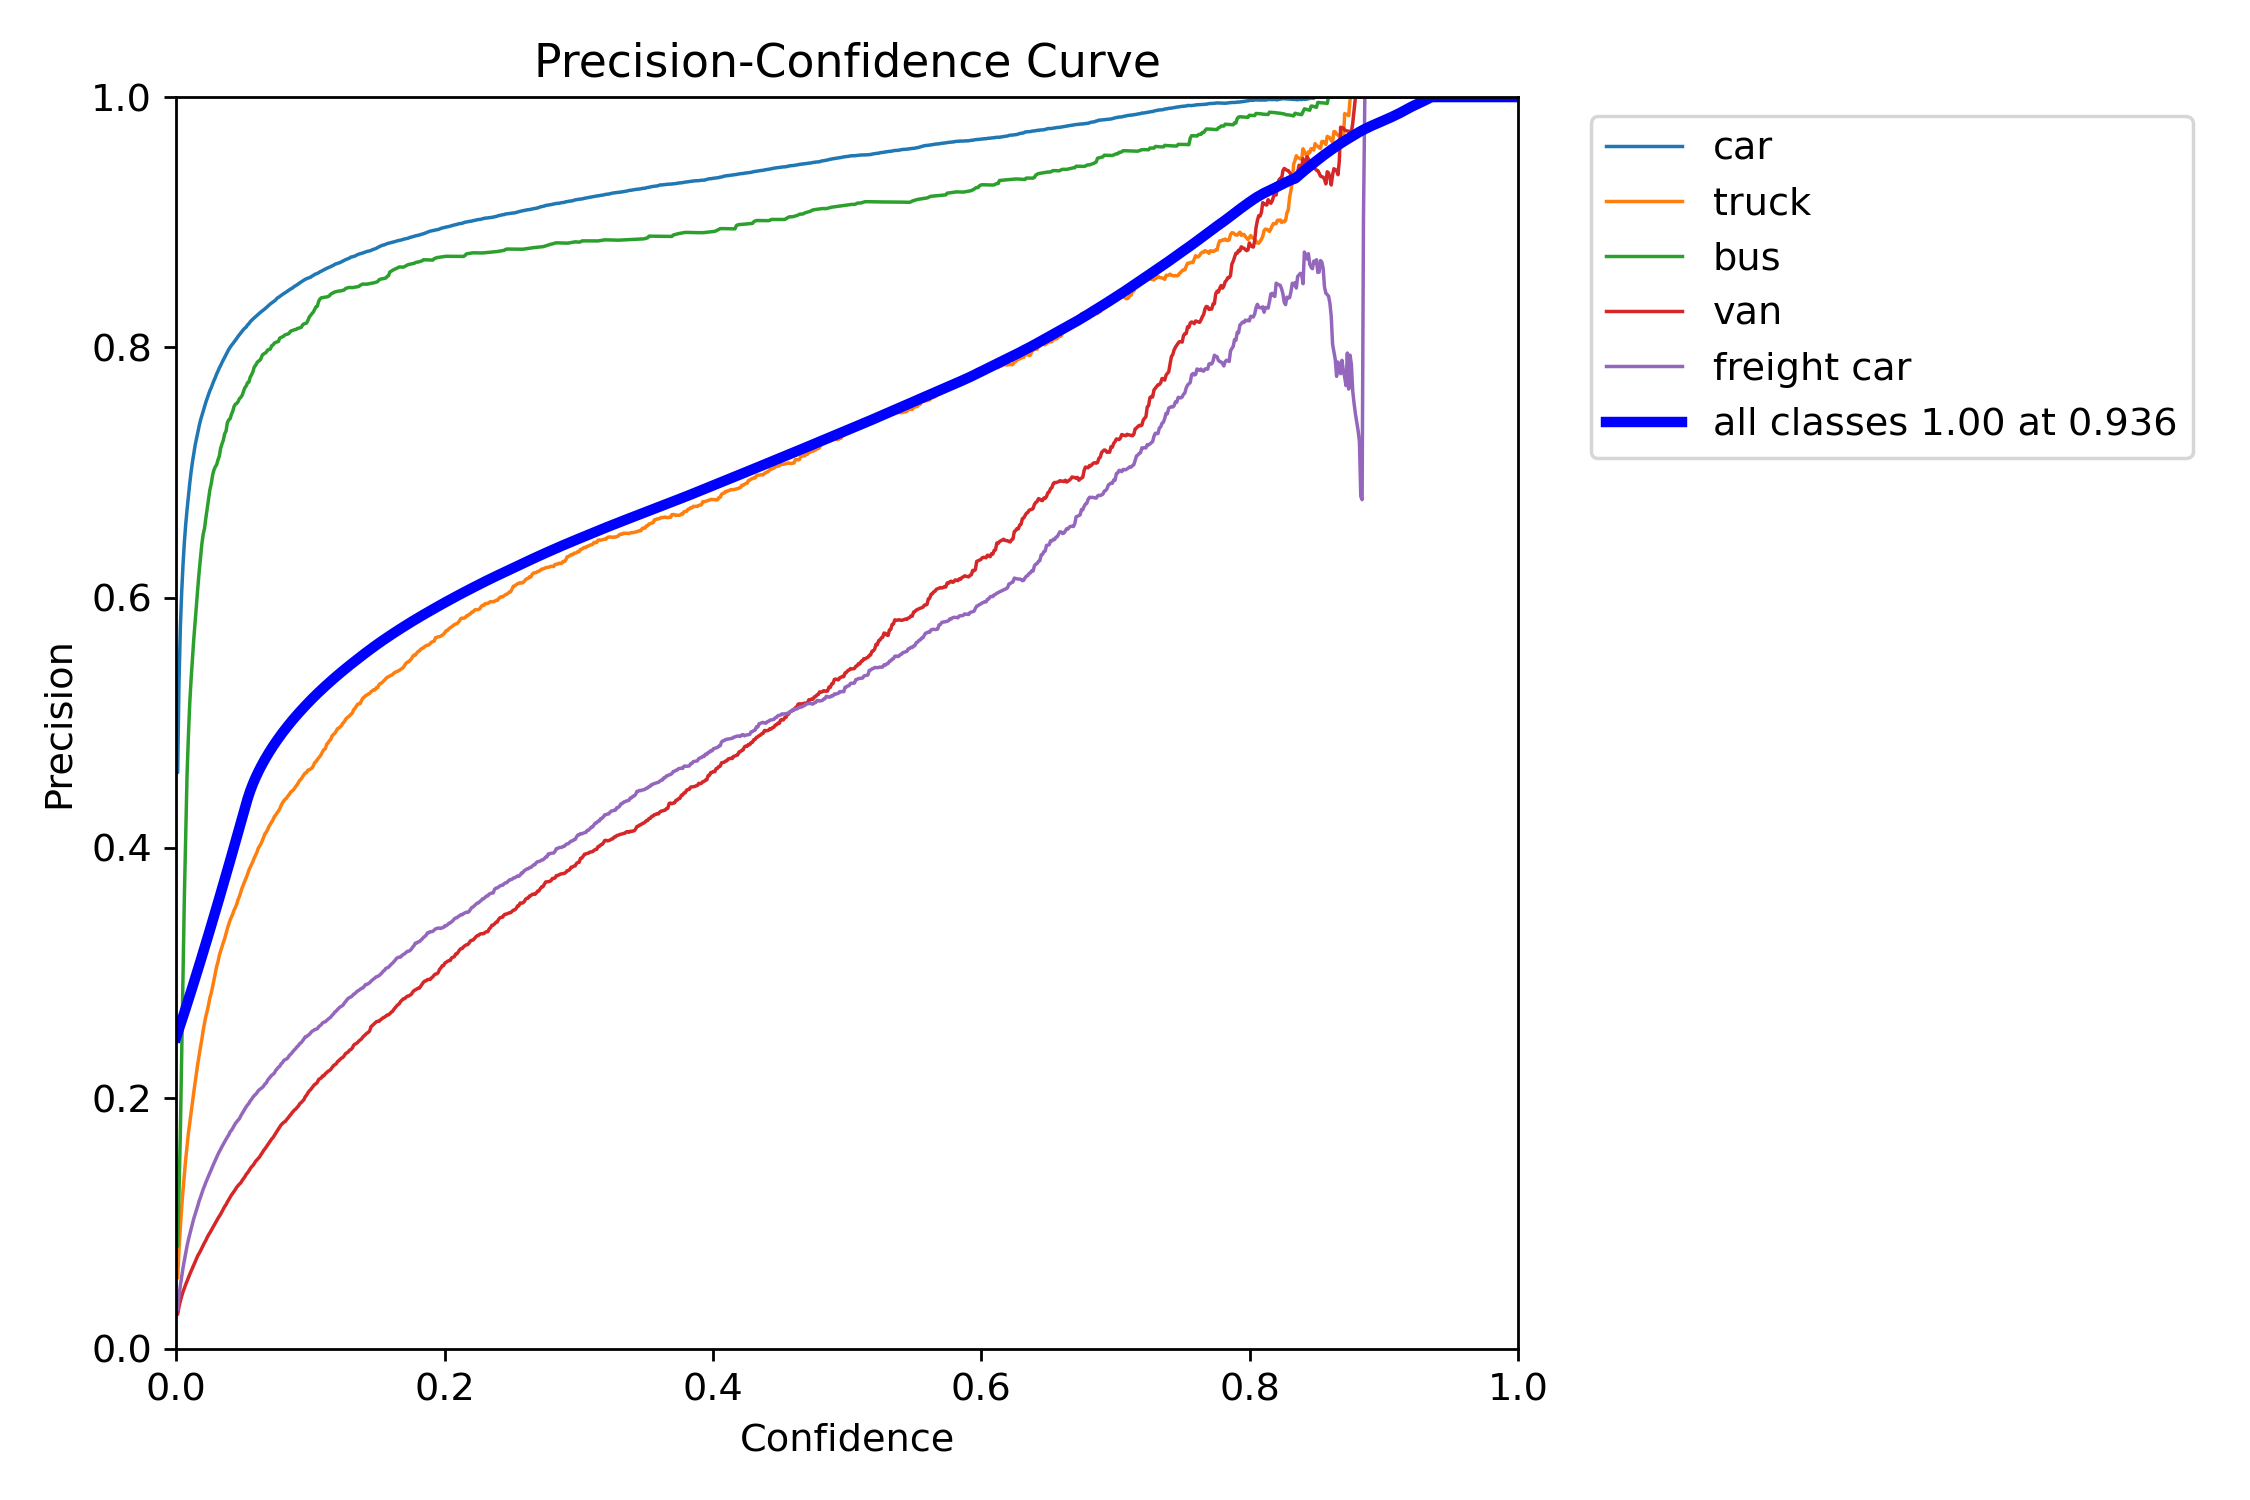 Precision-Confidence Curve
1.0
0.8
0.6
0.4
0.2
0.0
Precision
0.0 0.2 0.4 0.6 0.8 1.0
Confidence
car
truck
bus
van
freight car
all classes 1.00 at 0.936